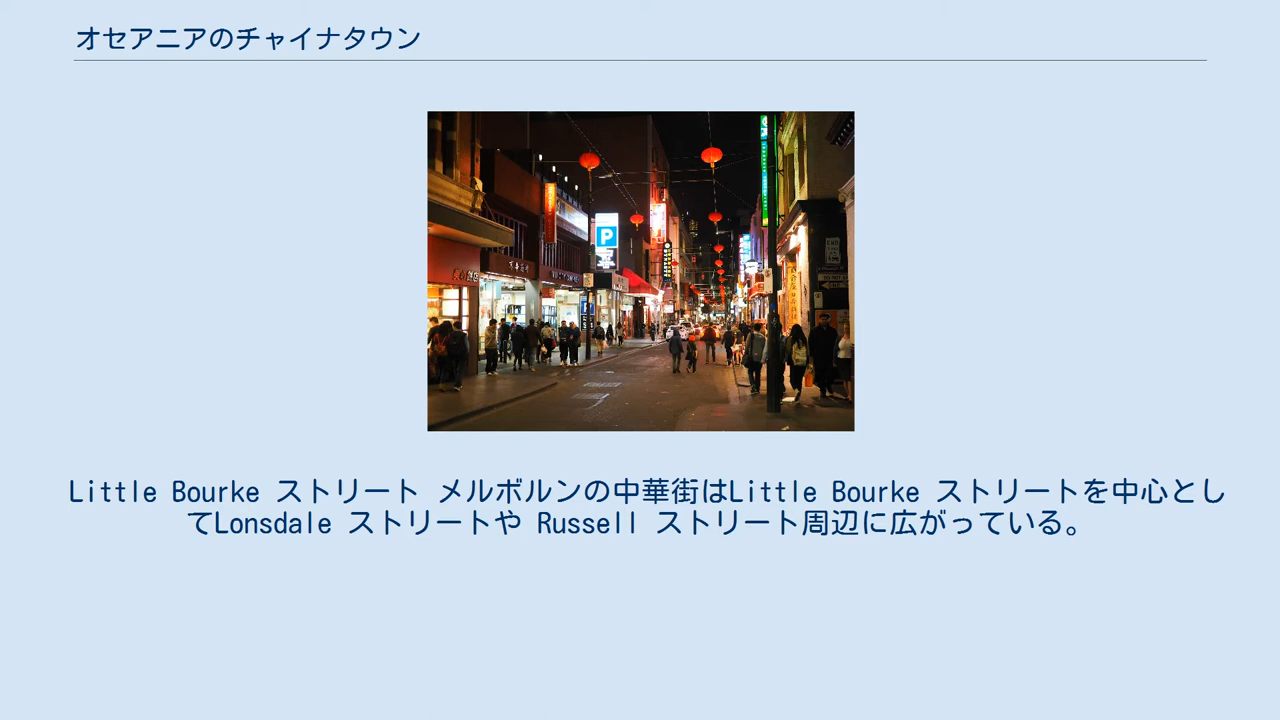 オセアニアのチャイナタウン
P
Little Bourke ストリート メルボルンの中華街はLittle Bourke ストリートを中心とし
てLonsdale ストリートや Russell ストリート周辺に広がっている。